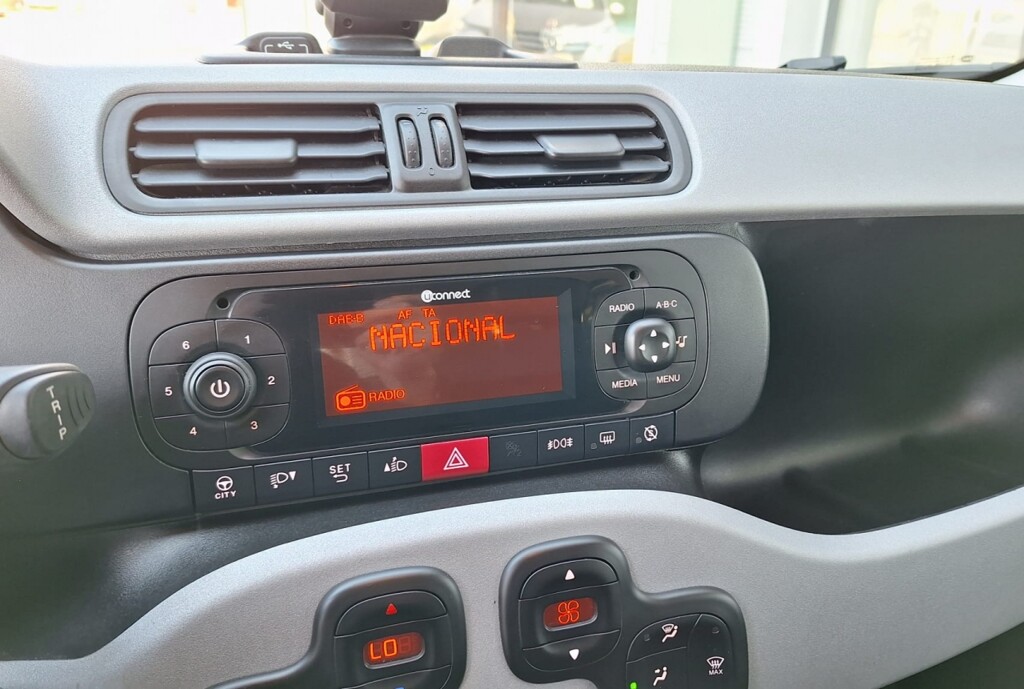 uconnect
DAB-B AF TA
NACIONAL
RADIO
6 1
5 2
4 3
RADIO A·B·C
MEDIA MENU
TRIP
CITY
SET
LO
MAX